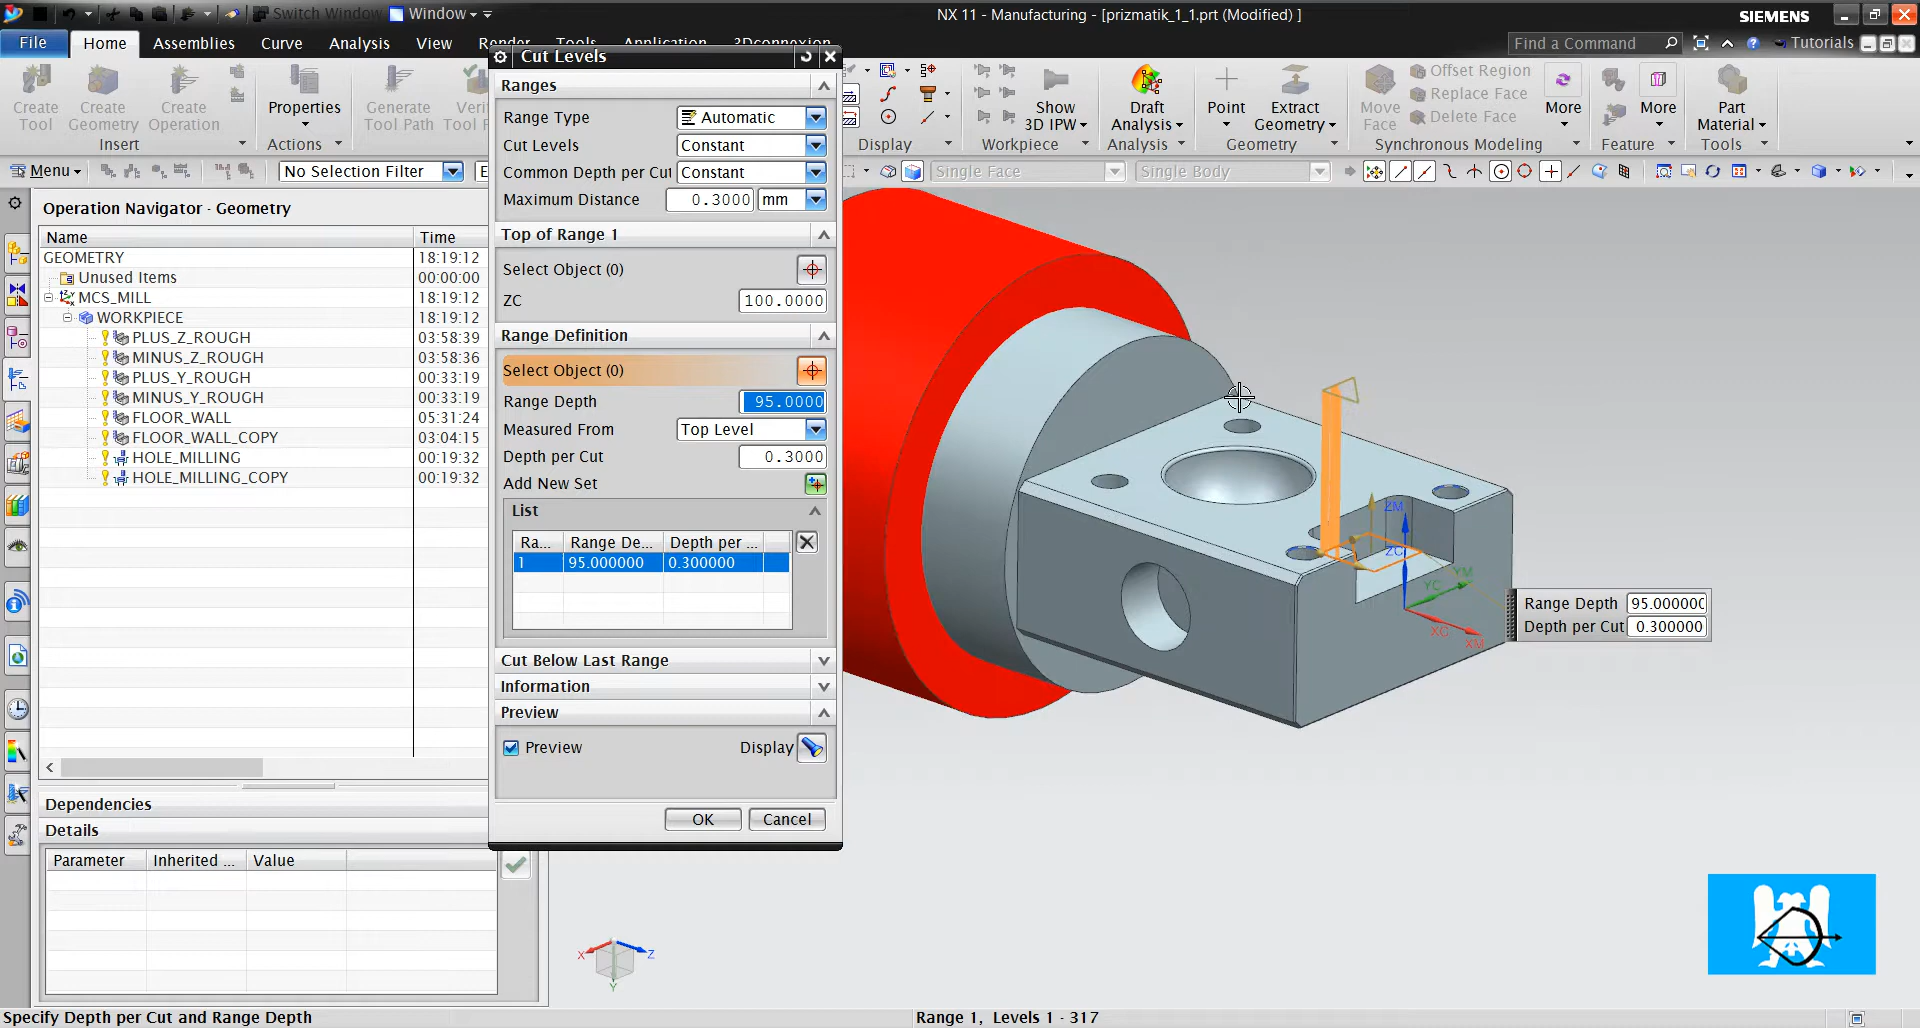 Switch Window Window
NX 11 - Manufacturing - [prizmatik_1_1.prt (Modified) ]
SIEMENS
File Home Assemblies Curve Analysis View Render Tools Application 3Dconnexion
Find a Command
Tutorials
Create Tool
Create Geometry
Create Operation
Insert
Properties
Actions
Generate Tool Path
Display
Show 3D IPW
Workpiece
Draft Analysis
Analysis
Point
Extract Geometry
Geometry
Move Face
Offset Region
Replace Face
Delete Face
More
Synchronous Modeling
More
Feature
Part Material
Tools
Menu
No Selection Filter
E
Single Face
Single Body
Operation Navigator - Geometry
Name Time
GEOMETRY 18:19:12
Unused Items 00:00:00
MCS_MILL 18:19:12
WORKPIECE 18:19:12
PLUS_Z_ROUGH 03:58:39
MINUS_Z_ROUGH 03:58:36
PLUS_Y_ROUGH 00:33:19
MINUS_Y_ROUGH 00:33:19
FLOOR_WALL 05:31:24
FLOOR_WALL_COPY 03:04:15
HOLE_MILLING 00:19:32
HOLE_MILLING_COPY 00:19:32
Dependencies
Details
Parameter Inherited ... Value
Cut Levels
Ranges
Range Type Automatic
Cut Levels Constant
Common Depth per Cut Constant
Maximum Distance 0.3000 mm
Top of Range 1
Select Object (0)
ZC 100.0000
Range Definition
Select Object (0)
Range Depth 95.0000
Measured From Top Level
Depth per Cut 0.3000
Add New Set
List
Ra... Range De... Depth per ...
1 95.000000 0.300000
Cut Below Last Range
Information
Preview
Preview Display
OK Cancel
ZM
ZC
YC YM
XC
XM
Range Depth 95.00000
Depth per Cut 0.300000
X Z
Y
Specify Depth per Cut and Range Depth
Range 1, Levels 1 - 317